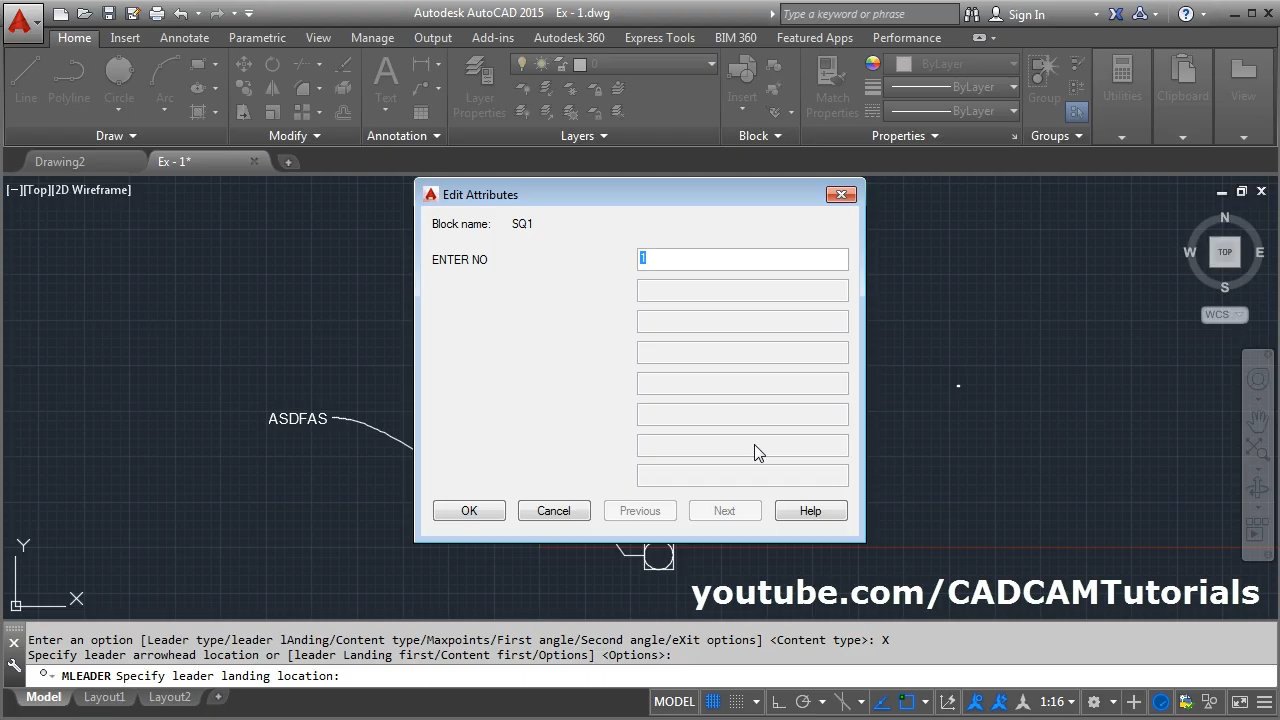 Autodesk AutoCAD 2015 Ex - 1.dwg
Type a keyword or phrase
Sign In
Home Insert Annotate Parametric View Manage Output Add-ins Autodesk 360 Express Tools BIM 360 Featured Apps Performance
Line Polyline Circle Arc
Text
Layer Properties
0
Insert
Match Properties
ByLayer
ByLayer
ByLayer
Group
Utilities
Clipboard
View
Draw Modify Annotation Layers Block Properties Groups
Drawing2 Ex - 1*
[−][Top][2D Wireframe]
Edit Attributes
Block name: SQ1
ENTER NO 1
OK Cancel Previous Next Help
N
W TOP E
S
WCS
ASDFAS
Y
X
youtube.com/CADCAMTutorials
Enter an option [Leader type/leader lAnding/Content type/Maxpoints/First angle/Second angle/eXit options] <Content type>: X
Specify leader arrowhead location or [leader Landing first/Content first/Options] <Options>:
MLEADER Specify leader landing location:
Model Layout1 Layout2
MODEL 1:16